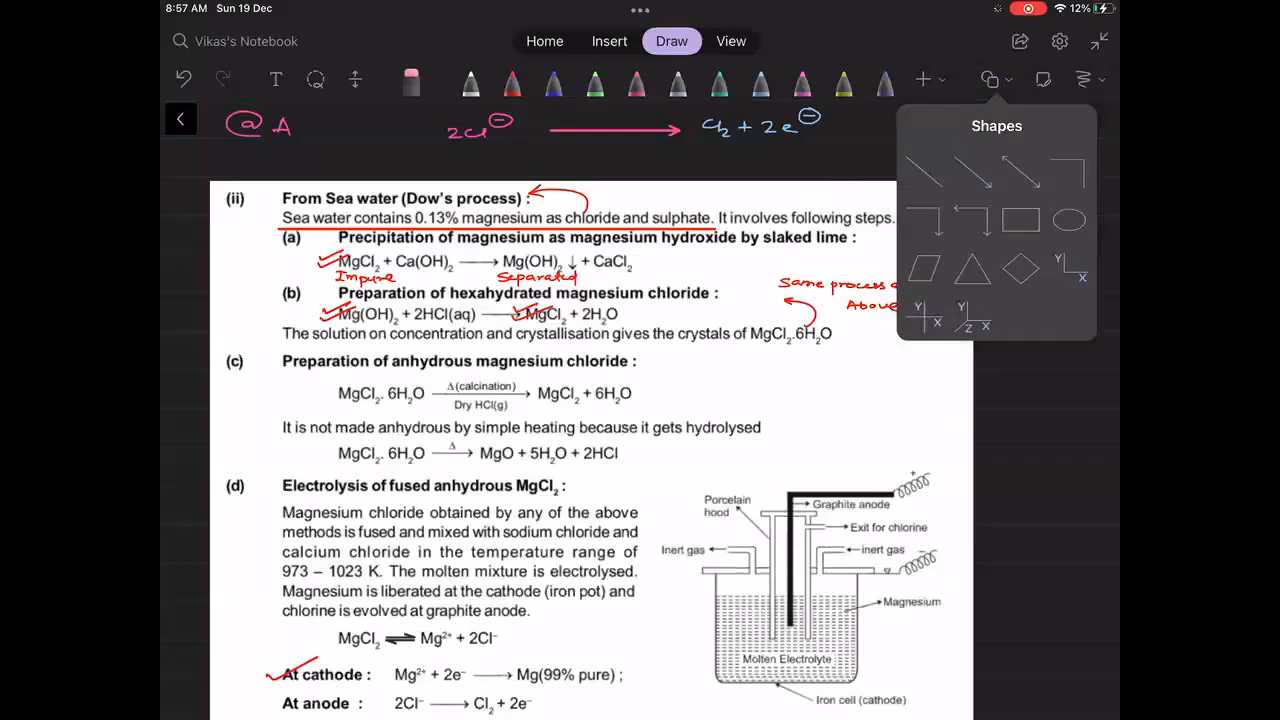 8:57 AM Sun 19 Dec
12%
Vikas's Notebook
Home Insert Draw View
@ A 2Cl⊖ Cl2 + 2e⊖
Shapes
Y X
Y X Y Z X
(ii) From Sea water (Dow's process) :
Sea water contains 0.13% magnesium as chloride and sulphate. It involves following steps.
(a) Precipitation of magnesium as magnesium hydroxide by slaked lime :
MgCl₂ + Ca(OH)₂ ⟶ Mg(OH)₂ ↓ + CaCl₂
Impure Separated
Same process
Above
(b) Preparation of hexahydrated magnesium chloride :
Mg(OH)₂ + 2HCl(aq) ⟶ MgCl₂ + 2H₂O
The solution on concentration and crystallisation gives the crystals of MgCl₂.6H₂O
(c) Preparation of anhydrous magnesium chloride :
MgCl₂. 6H₂O Δ(calcination) Dry HCl(g) ⟶ MgCl₂ + 6H₂O
It is not made anhydrous by simple heating because it gets hydrolysed
MgCl₂. 6H₂O Δ ⟶ MgO + 5H₂O + 2HCl
(d) Electrolysis of fused anhydrous MgCl₂ :
Magnesium chloride obtained by any of the above
methods is fused and mixed with sodium chloride and
calcium chloride in the temperature range of
973 – 1023 K. The molten mixture is electrolysed.
Magnesium is liberated at the cathode (iron pot) and
chlorine is evolved at graphite anode.
MgCl₂ ⇌ Mg²⁺ + 2Cl⁻
At cathode : Mg²⁺ + 2e⁻ ⟶ Mg(99% pure) ;
At anode : 2Cl⁻ ⟶ Cl₂ + 2e⁻
+
Porcelain
hood
Graphite anode
Exit for chlorine
Inert gas
inert gas
–
Magnesium
Molten Electrolyte
Iron cell (cathode)